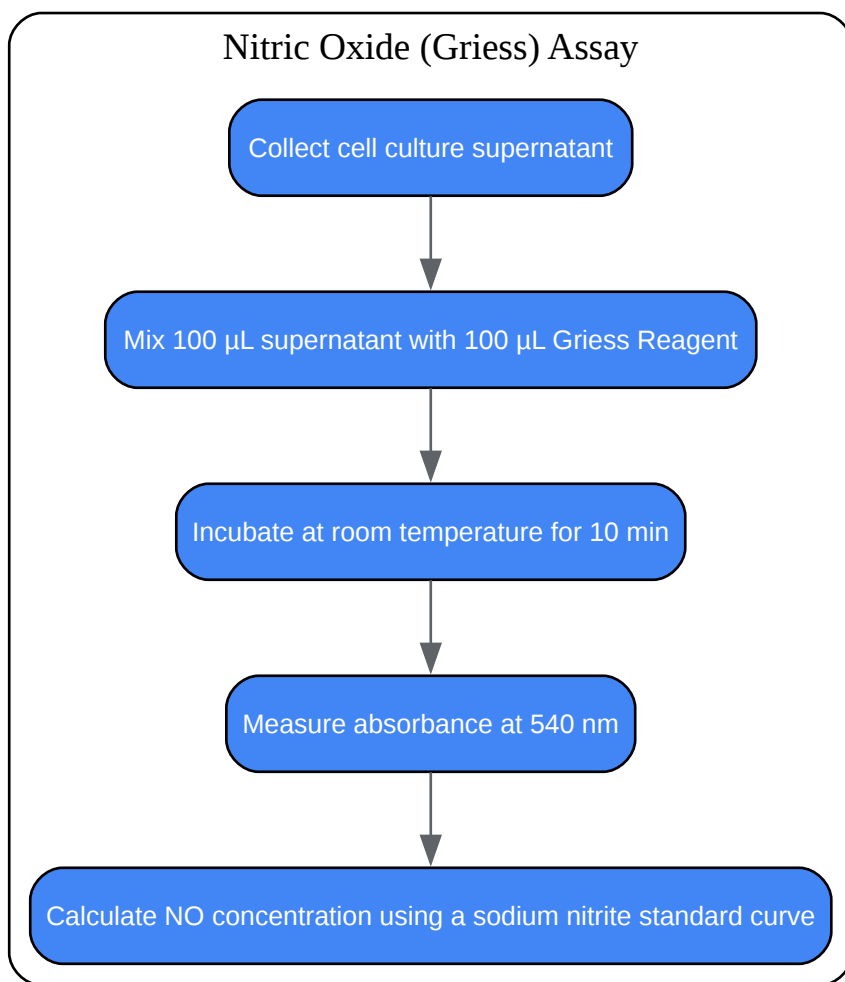 Nitric Oxide (Griess) Assay
Collect cell culture supernatant
Mix 100 µL supernatant with 100 µL Griess Reagent
Incubate at room temperature for 10 min
Measure absorbance at 540 nm
Calculate NO concentration using a sodium nitrite standard curve